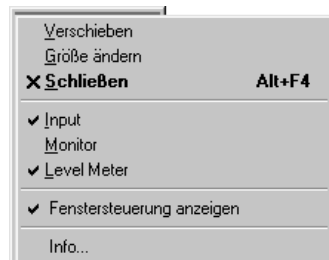 Verschieben
Größe ändern
Schließen Alt+F4
Input
Monitor
Level Meter
Fenstersteuerung anzeigen
Info...